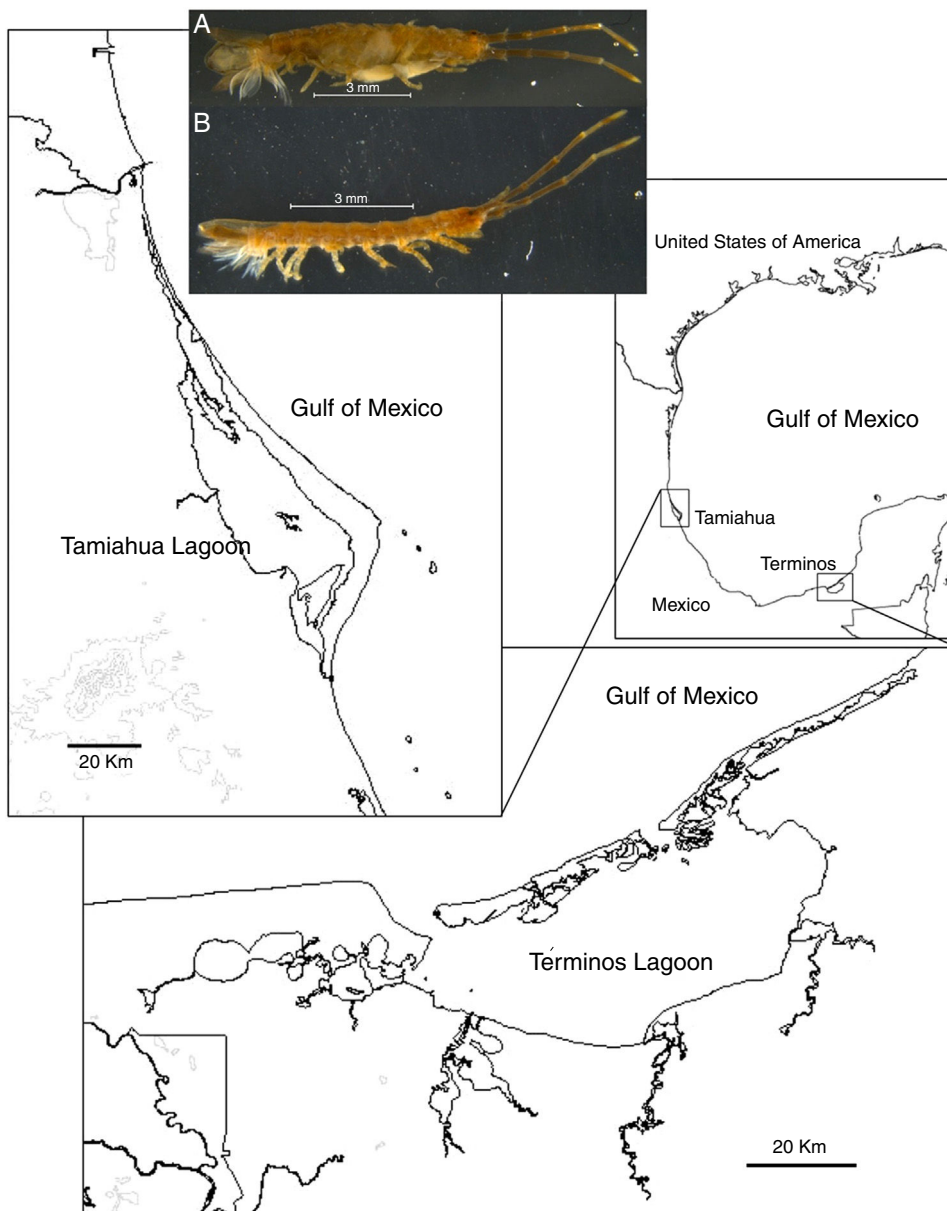 A
3 mm
B
3 mm
United States of America
Gulf of Mexico
Gulf of Mexico
Tamiahua
Tamiahua Lagoon
Terminos
Mexico
Gulf of Mexico
20 Km
Términos Lagoon
20 Km